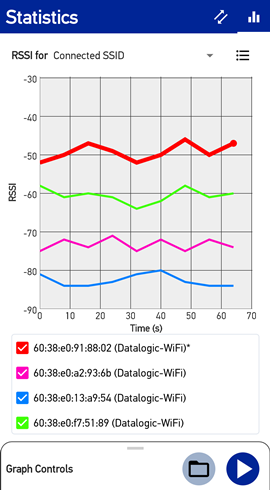 Statistics
RSSI for Connected SSID
-30
-40
-50
-60
-70
-80
-90
RSSI
0 10 20 30 40 50 60 70
Time (s)
60:38:e0:91:88:02 (Datalogic-WiFi)*
60:38:e0:a2:93:6b (Datalogic-WiFi)
60:38:e0:13:a9:54 (Datalogic-WiFi)
60:38:e0:f7:51:89 (Datalogic-WiFi)
Graph Controls